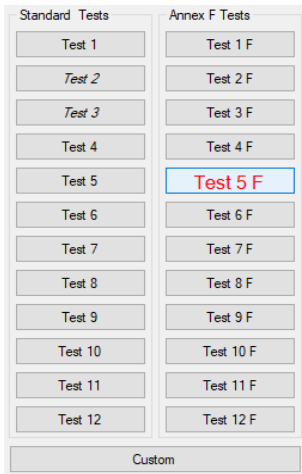 Standard Tests
Test 1
Test 2
Test 3
Test 4
Test 5
Test 6
Test 7
Test 8
Test 9
Test 10
Test 11
Test 12
Annex F Tests
Test 1 F
Test 2 F
Test 3 F
Test 4 F
Test 5 F
Test 6 F
Test 7 F
Test 8 F
Test 9 F
Test 10 F
Test 11 F
Test 12 F
Custom